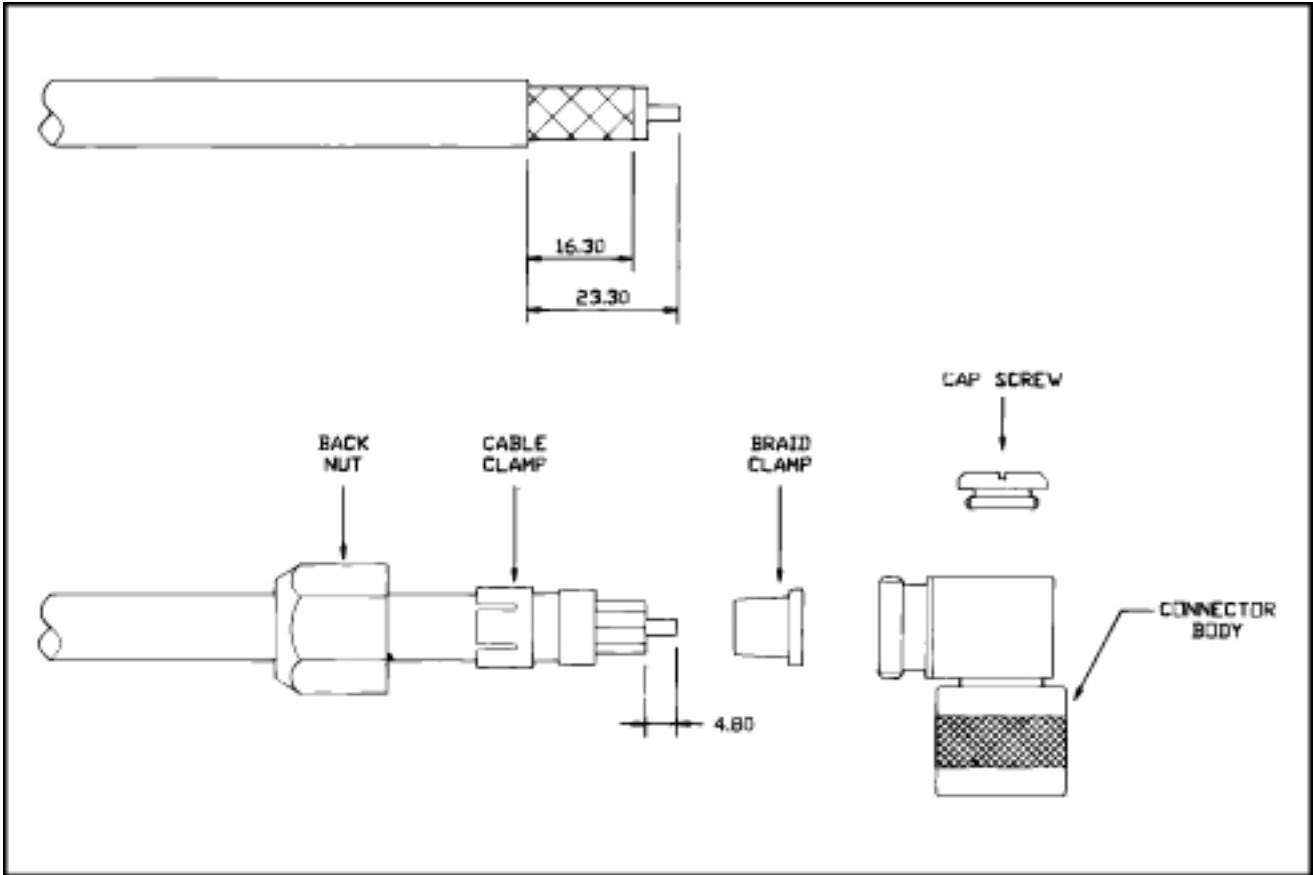 16.30
23.30
CAP SCREW
BACK
NUT
CABLE
CLAMP
BRAID
CLAMP
CONNECTOR
BODY
4.80